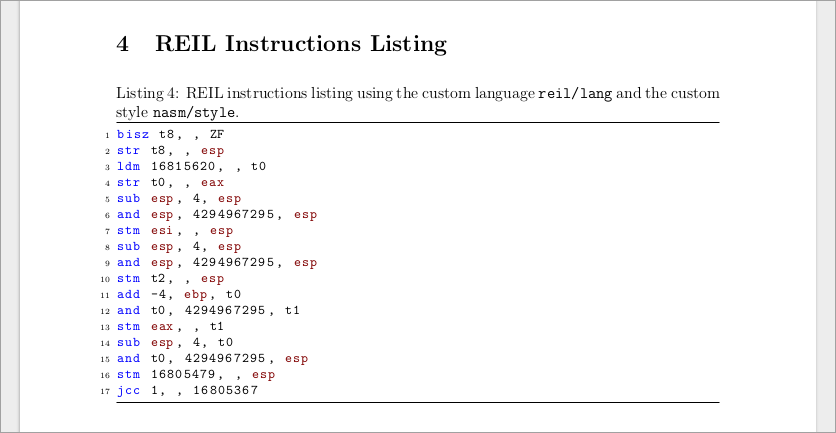 4 REIL Instructions Listing
Listing 4: REIL instructions listing using the custom language reil/lang and the custom
style nasm/style.
1 bisz t8, , ZF
2 str t8, , esp
3 ldm 16815620, , t0
4 str t0, , eax
5 sub esp, 4, esp
6 and esp, 4294967295, esp
7 stm esi, , esp
8 sub esp, 4, esp
9 and esp, 4294967295, esp
10 stm t2, , esp
11 add -4, ebp, t0
12 and t0, 4294967295, t1
13 stm eax, , t1
14 sub esp, 4, t0
15 and t0, 4294967295, esp
16 stm 16805479, , esp
17 jcc 1, , 16805367